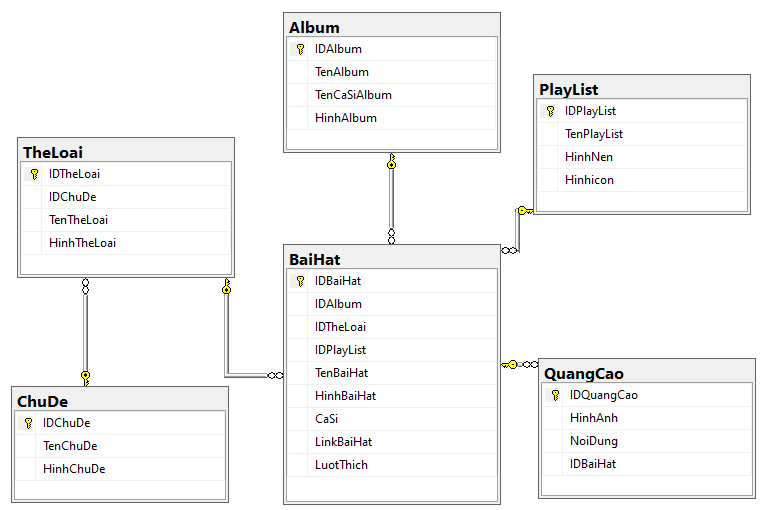 Album
IDAlbum
TenAlbum
TenCaSiAlbum
HinhAlbum
PlayList
IDPlayList
TenPlayList
HinhNen
Hinhicon
TheLoai
IDTheLoai
IDChuDe
TenTheLoai
HinhTheLoai
BaiHat
IDBaiHat
IDAlbum
IDTheLoai
IDPlayList
TenBaiHat
HinhBaiHat
CaSi
LinkBaiHat
LuotThich
QuangCao
IDQuangCao
HinhAnh
NoiDung
IDBaiHat
ChuDe
IDChuDe
TenChuDe
HinhChuDe